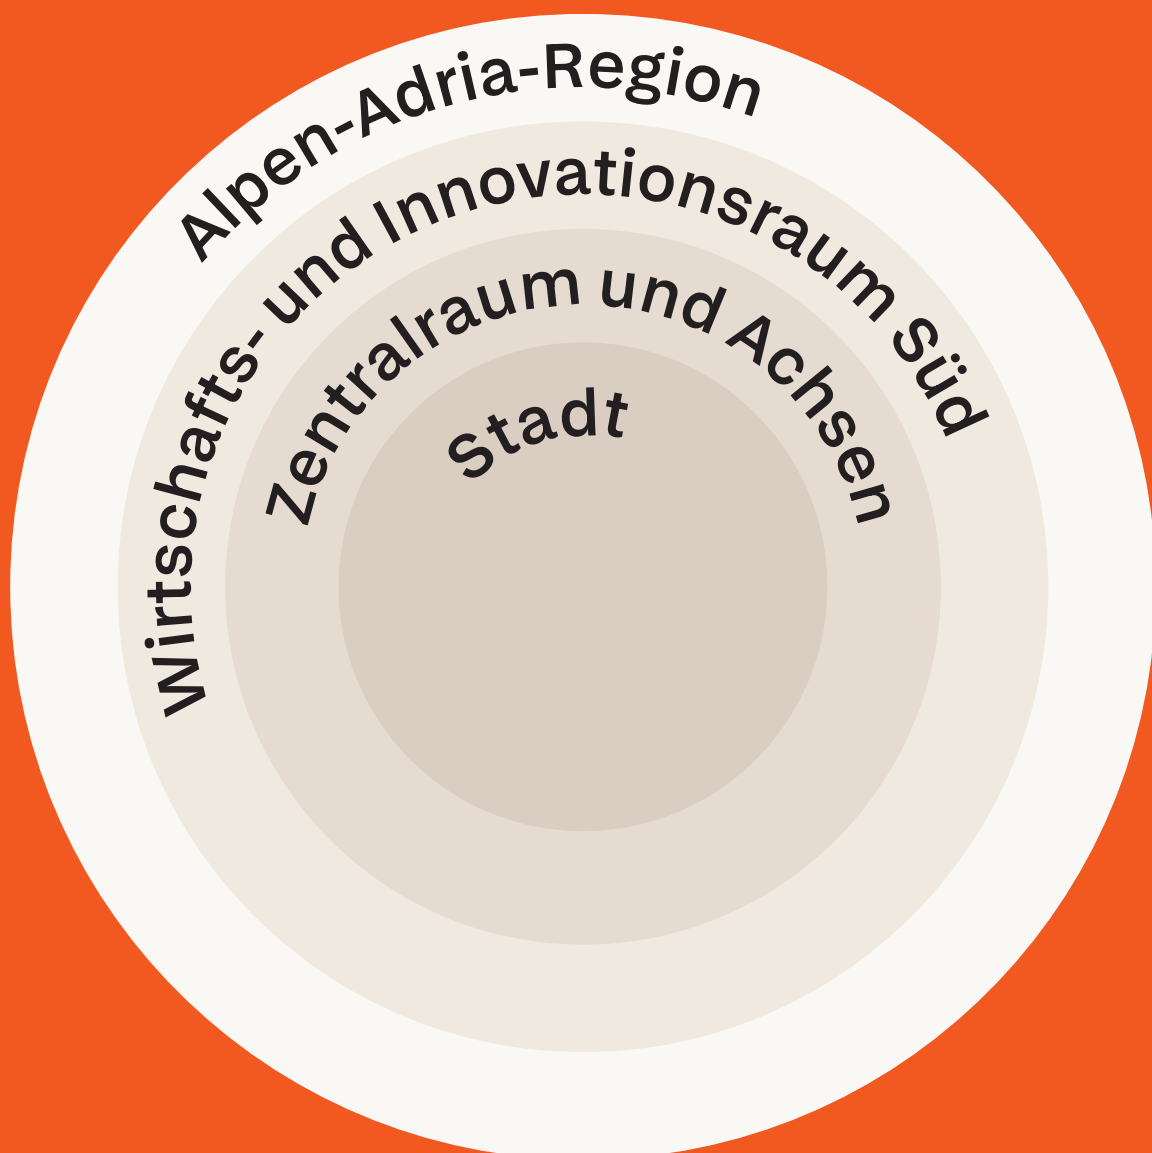 Alpen-Adria-Region
Wirtschafts- und Innovationsraum Süd
Zentralraum und Achsen
Stadt